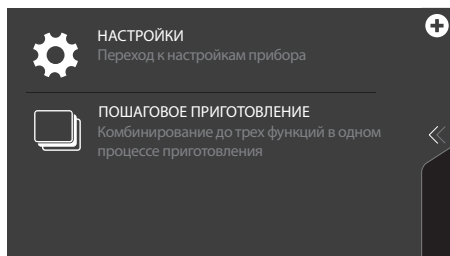 НАСТРОЙКИ
Переход к настройкам прибора
ПОШАГОВОЕ ПРИГОТОВЛЕНИЕ
Комбинирование до трех функций в одном
процессе приготовления